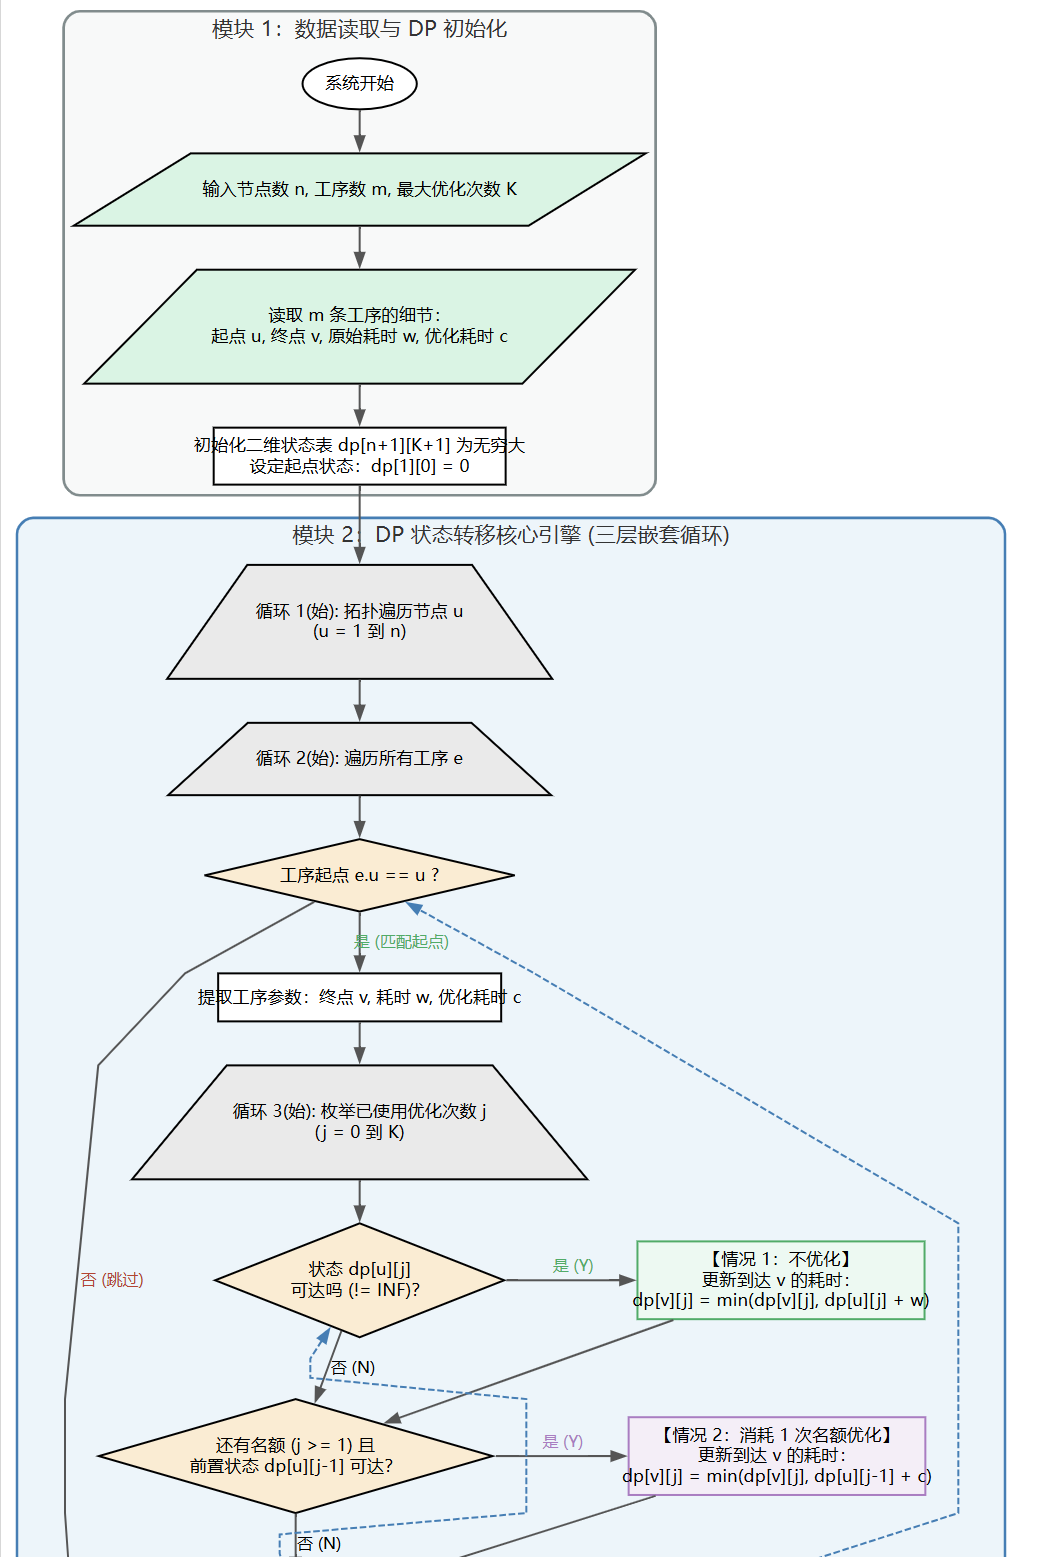 模块 1：数据读取与 DP 初始化
系统开始
输入节点数 n, 工序数 m, 最大优化次数 K
读取 m 条工序的细节：
起点 u, 终点 v, 原始耗时 w, 优化耗时 c
初始化二维状态表 dp[n+1][K+1] 为无穷大
设定起点状态：dp[1][0] = 0
模块 2：DP 状态转移核心引擎 (三层嵌套循环)
循环 1(始): 拓扑遍历节点 u
(u = 1 到 n)
循环 2(始): 遍历所有工序 e
工序起点 e.u == u ?
是 (匹配起点)
提取工序参数：终点 v, 耗时 w, 优化耗时 c
循环 3(始): 枚举已使用优化次数 j
(j = 0 到 K)
否 (跳过)
状态 dp[u][j]
可达吗 (!= INF)?
是 (Y)
【情况 1：不优化】
更新到达 v 的耗时：
dp[v][j] = min(dp[v][j], dp[u][j] + w)
否 (N)
还有名额 (j >= 1) 且
前置状态 dp[u][j-1] 可达?
是 (Y)
【情况 2：消耗 1 次名额优化】
更新到达 v 的耗时：
dp[v][j] = min(dp[v][j], dp[u][j-1] + c)
否 (N)